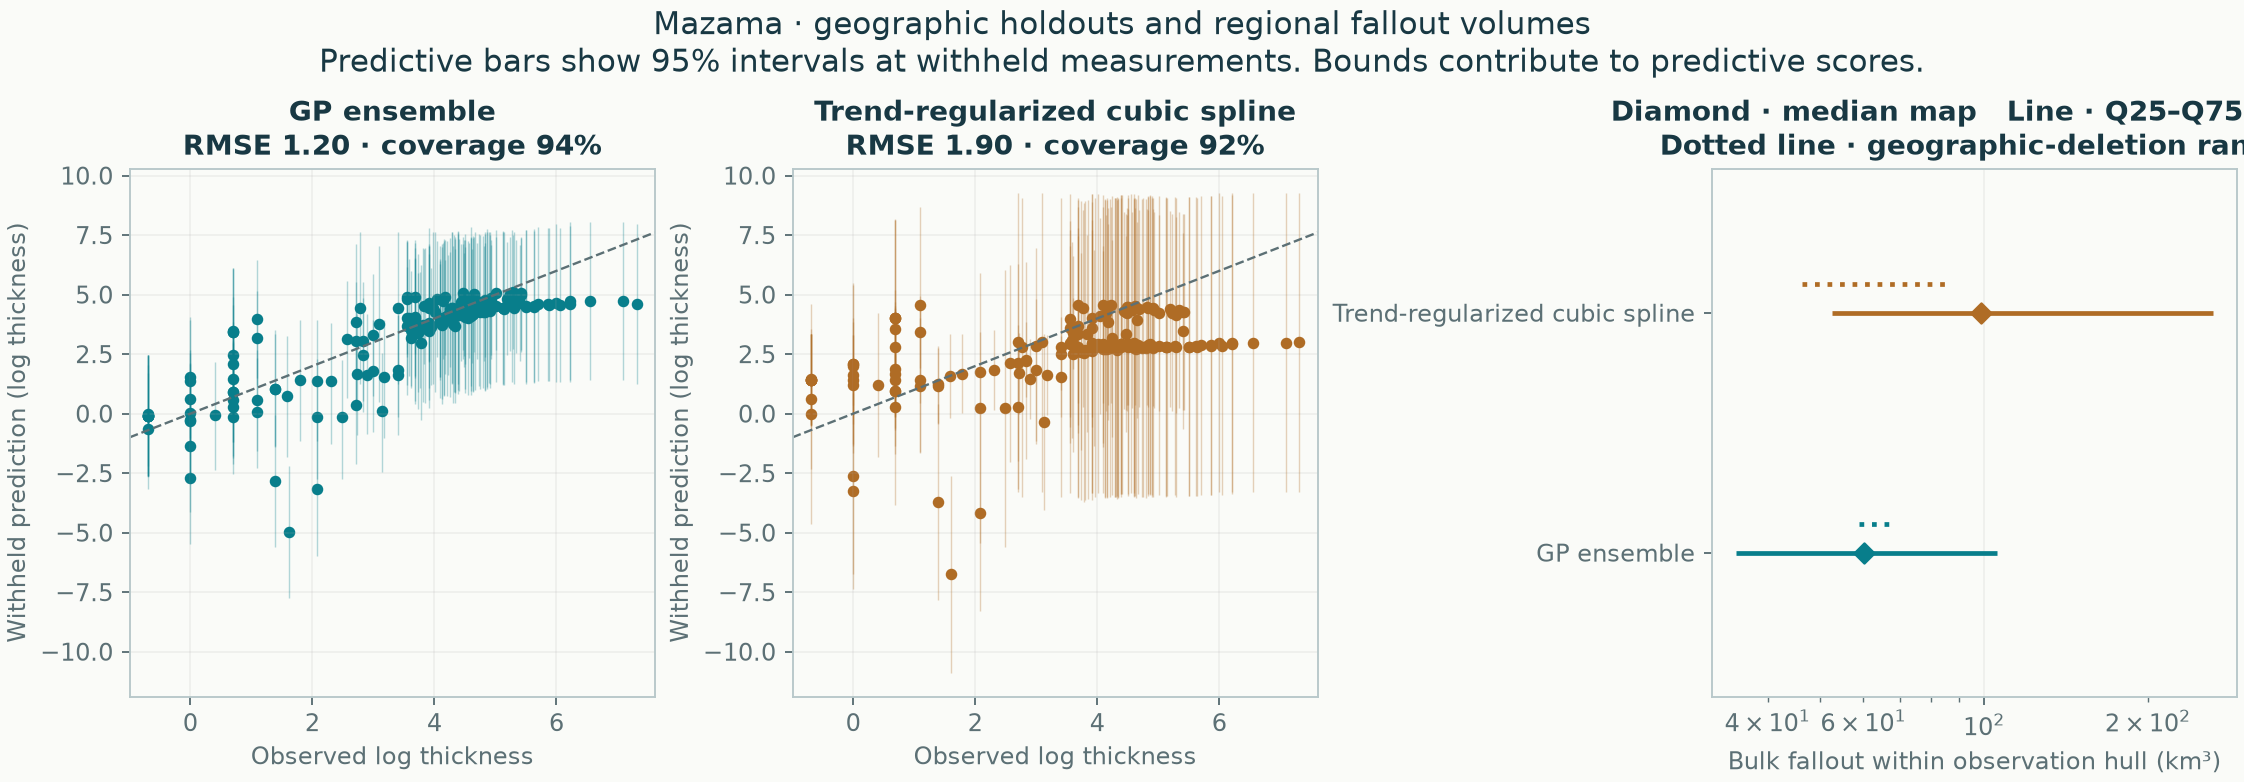 Mazama · geographic holdouts and regional fallout volumes
Predictive bars show 95% intervals at withheld measurements. Bounds contribute to predictive scores.
GP ensemble
RMSE 1.20 · coverage 94%
Withheld prediction (log thickness)
10.0
7.5
5.0
2.5
0.0
−2.5
−5.0
−7.5
−10.0
0 2 4 6
Observed log thickness
Trend-regularized cubic spline
RMSE 1.90 · coverage 92%
Withheld prediction (log thickness)
10.0
7.5
5.0
2.5
0.0
−2.5
−5.0
−7.5
−10.0
0 2 4 6
Observed log thickness
Diamond · median map Line · Q25–Q75
Dotted line · geographic-deletion ran
Trend-regularized cubic spline
GP ensemble
4 × 10¹ 6 × 10¹ 10² 2 × 10²
Bulk fallout within observation hull (km³)